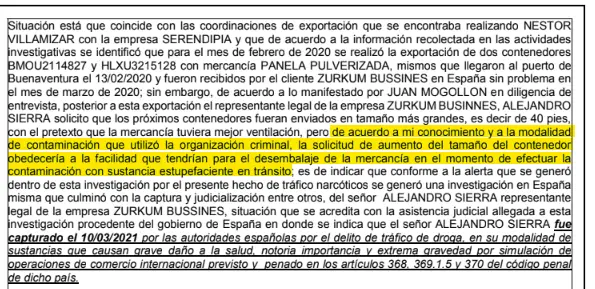 Situación está que coincide con las coordinaciones de exportación que se encontraba realizando NESTOR
VILLAMIZAR con la empresa SERENDIPIA y que de acuerdo a la información recolectada en las actividades
investigativas se identificó que para el mes de febrero de 2020 se realizó la exportación de dos contenedores
BMOU2114827 y HLXU3215128 con mercancía PANELA PULVERIZADA, mismos que llegaron al puerto de
Buenaventura el 13/02/2020 y fueron recibidos por el cliente ZURKUM BUSSINES en España sin problema en
el mes de marzo de 2020; sin embargo, de acuerdo a lo manifestado por JUAN MOGOLLON en diligencia de
entrevista, posterior a esta exportación el representante legal de la empresa ZURKUM BUSINNES, ALEJANDRO
SIERRA solicito que los próximos contenedores fueran enviados en tamaño más grandes, es decir de 40 pies,
con el pretexto que la mercancía tuviera mejor ventilación, pero de acuerdo a mi conocimiento y a la modalidad
de contaminación que utilizó la organización criminal, la solicitud de aumento del tamaño del contenedor
obedecería a la facilidad que tendrían para el desembalaje de la mercancía en el momento de efectuar la
contaminación con sustancia estupefaciente en tránsito; es de indicar que conforme a la alerta que se generó
dentro de esta investigación por el presente hecho de tráfico narcóticos se generó una investigación en España
misma que culminó con la captura y judicialización entre otros, del señor ALEJANDRO SIERRA representante
legal de la empresa ZURKUM BUSSINES, situación que se acredita con la asistencia judicial allegada a esta
investigación procedente del gobierno de España en donde se indica que el señor ALEJANDRO SIERRA fue
capturado el 10/03/2021 por las autoridades españolas por el delito de tráfico de droga, en su modalidad de
sustancias que causan grave daño a la salud, notoria importancia y extrema gravedad por simulación de
operaciones de comercio internacional previsto y penado en los artículos 368, 369.1.5 y 370 del código penal
de dicho país.